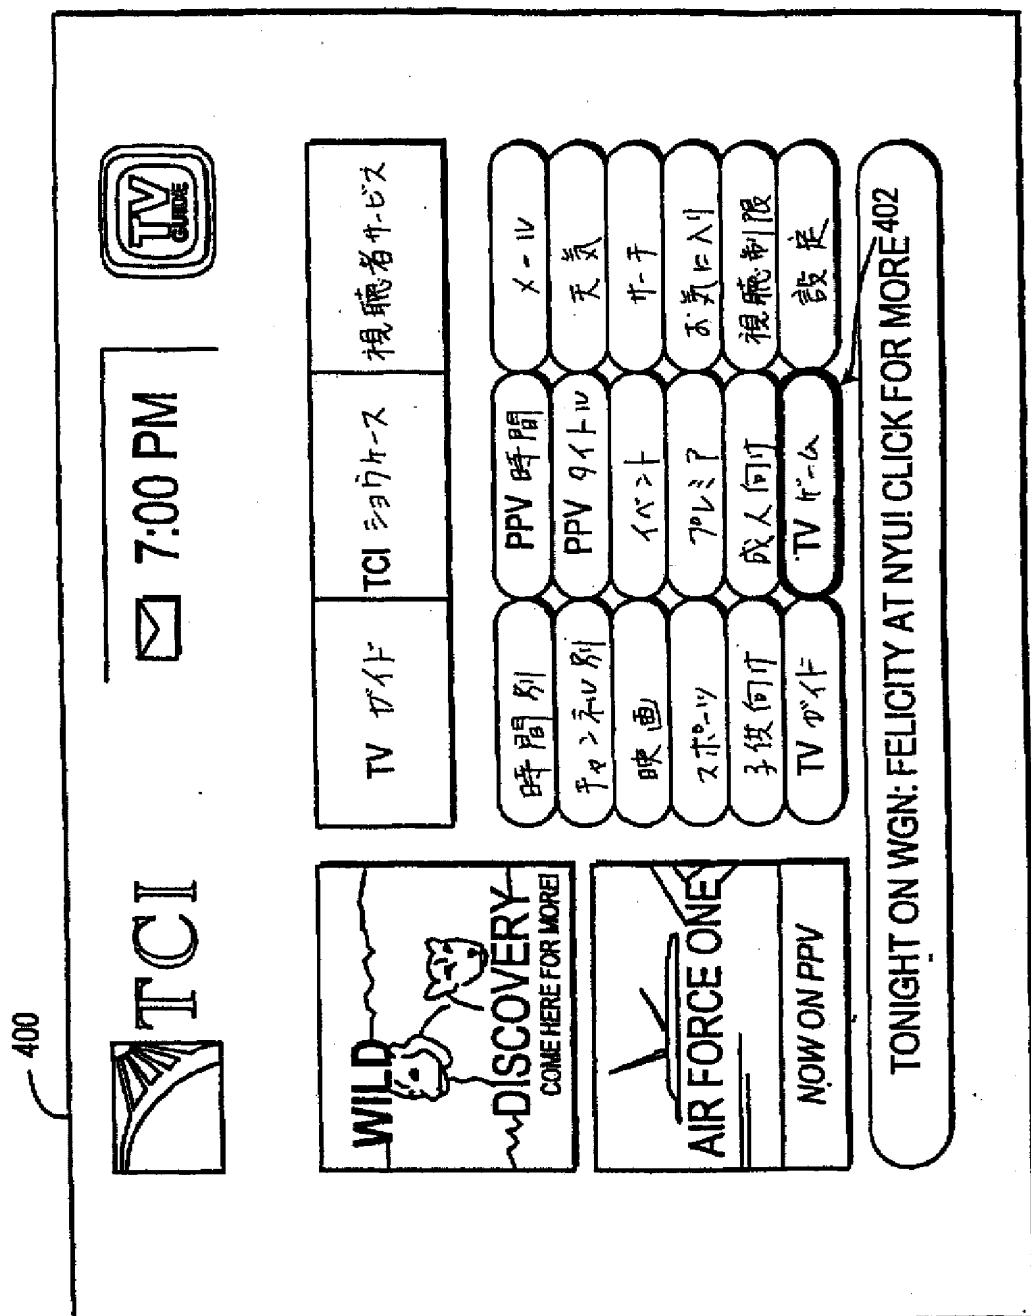 400
TCI
7:00 PM
TV GUIDE
WILD
DISCOVERY
COME HERE FOR MORE!
AIR FORCE ONE
NOW ON PPV
TV ガイド
TCI ショウケース
視聴者サービス
時間別
PPV 時間
メール
チャンネル別
PPV タイトル
天気
映画
イベント
サーチ
スポーツ
プレミア
お気に入り
子供向け
成人向け
視聴制限
TV ガイド
TV ゲーム
設定
402
TONIGHT ON WGN: FELICITY AT NYU! CLICK FOR MORE